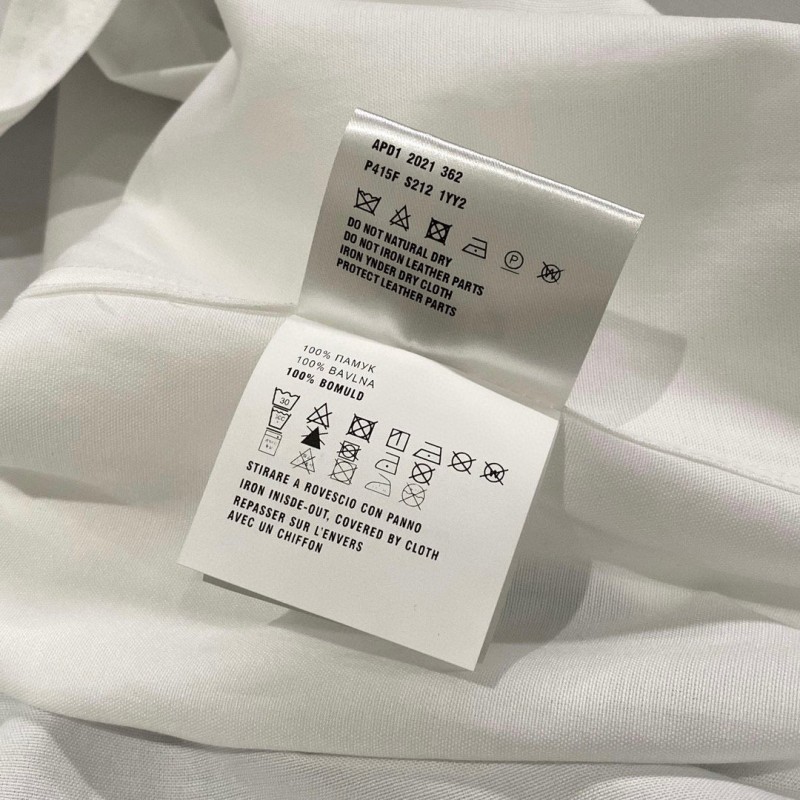 APD1 2021 362
P415F S212 1YY2
P
W
DO NOT NATURAL DRY
DO NOT IRON LEATHER PARTS
IRON YNDER DRY CLOTH
PROTECT LEATHER PARTS
100% ПАМУК
100% BAVLNA
100% BOMULD
30
W
STIRARE A ROVESCIO CON PANNO
IRON INISDE-OUT, COVERED BY CLOTH
REPASSER SUR L'ENVERS
AVEC UN CHIFFON